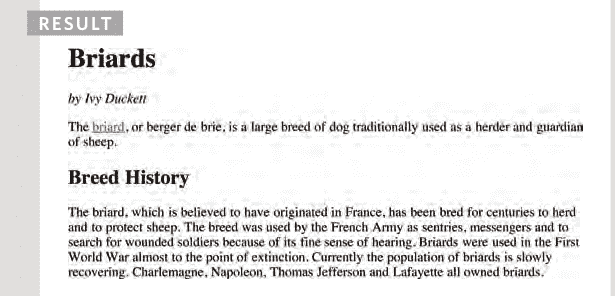 RESULT
Briards
by Ivy Duckett
The briard, or berger de brie, is a large breed of dog traditionally used as a herder and guardian
of sheep.
Breed History
The briard, which is believed to have originated in France, has been bred for centuries to herd
and to protect sheep. The breed was used by the French Army as sentries, messengers and to
search for wounded soldiers because of its fine sense of hearing. Briards were used in the First
World War almost to the point of extinction. Currently the population of briards is slowly
recovering. Charlemagne, Napoleon, Thomas Jefferson and Lafayette all owned briards.